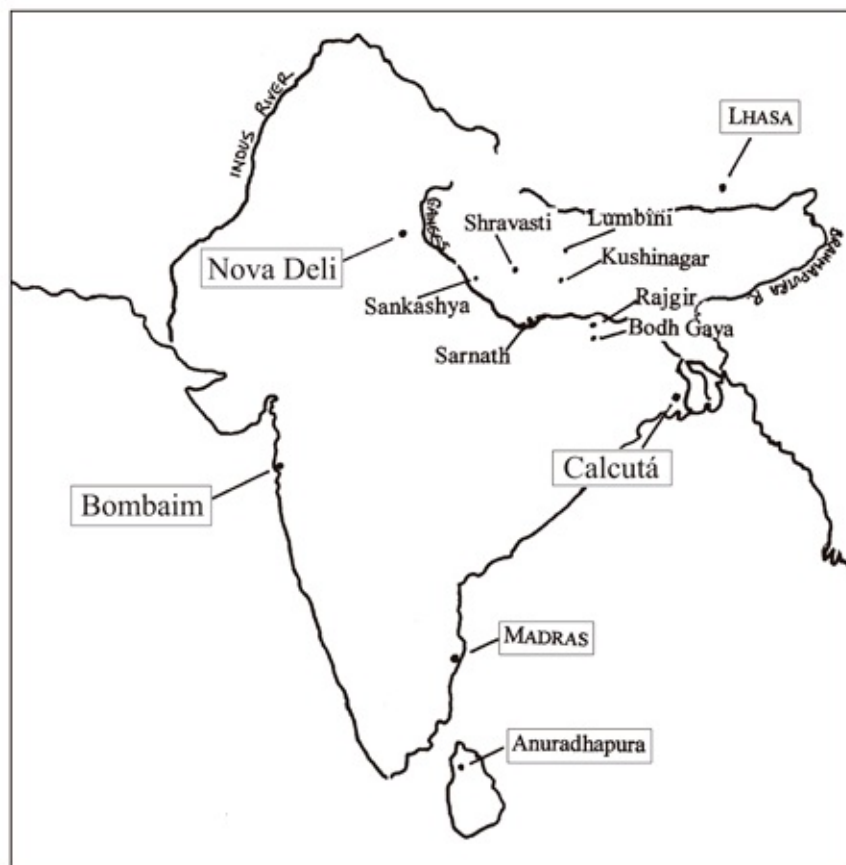 INDUS RIVER
LHASA
GANGES
Shravasti
Lumbini
Nova Deli
Kushinagar
BRAHMAPUTRA R.
Sankashya
Rajgir
Sarnath
Bodh Gaya
Calcutá
Bombaim
MADRAS
Anuradhapura